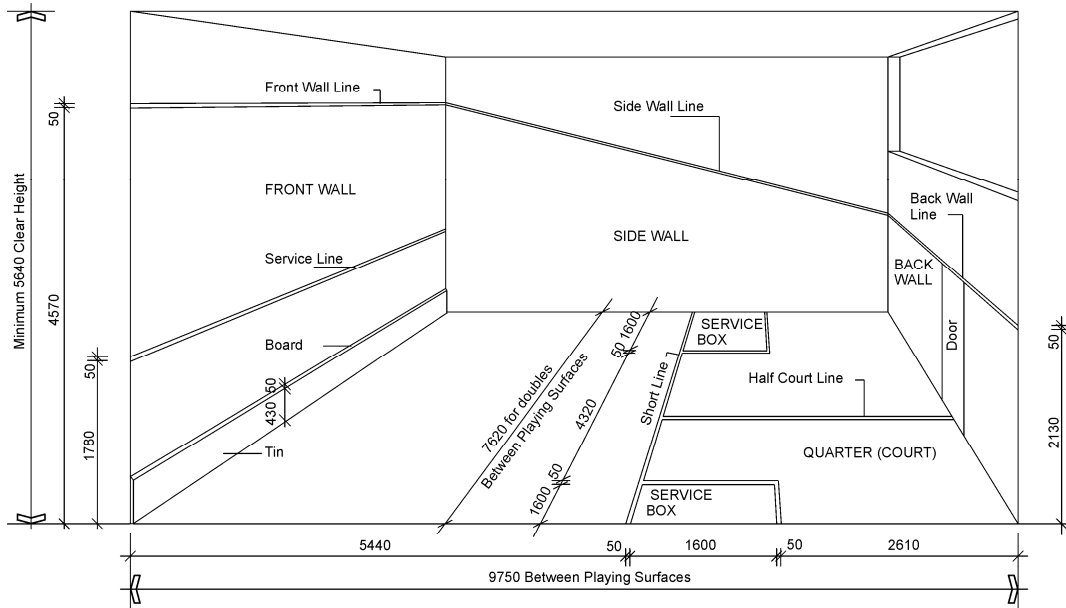 Minimum 5640 Clear Height
50
4570
50
1780
Front Wall Line
Side Wall Line
FRONT WALL
Back Wall
Line
SIDE WALL
Service Line
BACK
WALL
Board
50
430
Tin
7620 for doubles
Between Playing Surfaces
1600
50
4320
50
1600
Short Line
SERVICE
BOX
Half Court Line
Door
QUARTER (COURT)
SERVICE
BOX
50
2130
5440
50
1600
50
2610
9750 Between Playing Surfaces